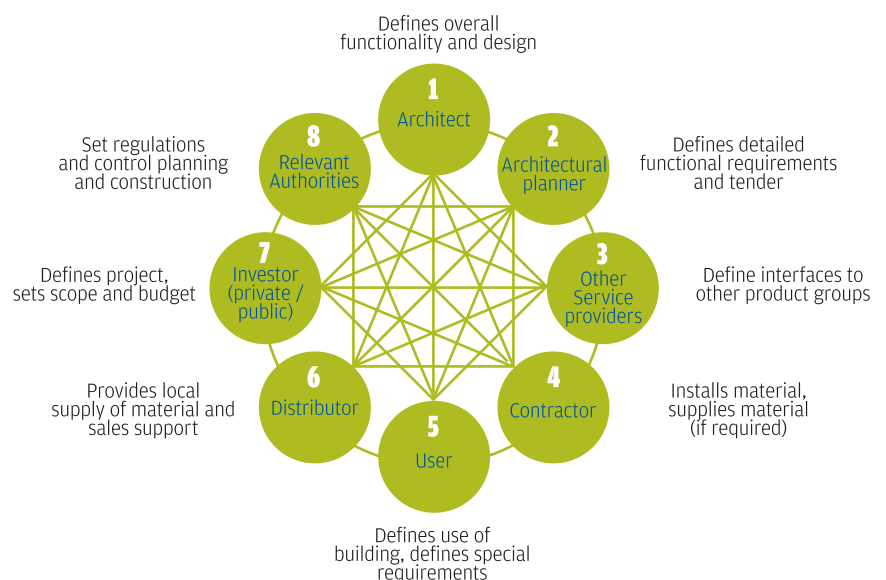 Defines overall
functionality and design
1
Architect
2
Architectural
planner
Defines detailed
functional requirements
and tender
3
Other
Service
providers
Define interfaces to
other product groups
4
Contractor
Installs material,
supplies material
(if required)
5
User
Defines use of
building, defines special
requirements
6
Distributor
Provides local
supply of material and
sales support
7
Investor
(private /
public)
Defines project,
sets scope and budget
8
Relevant
Authorities
Set regulations
and control planning
and construction